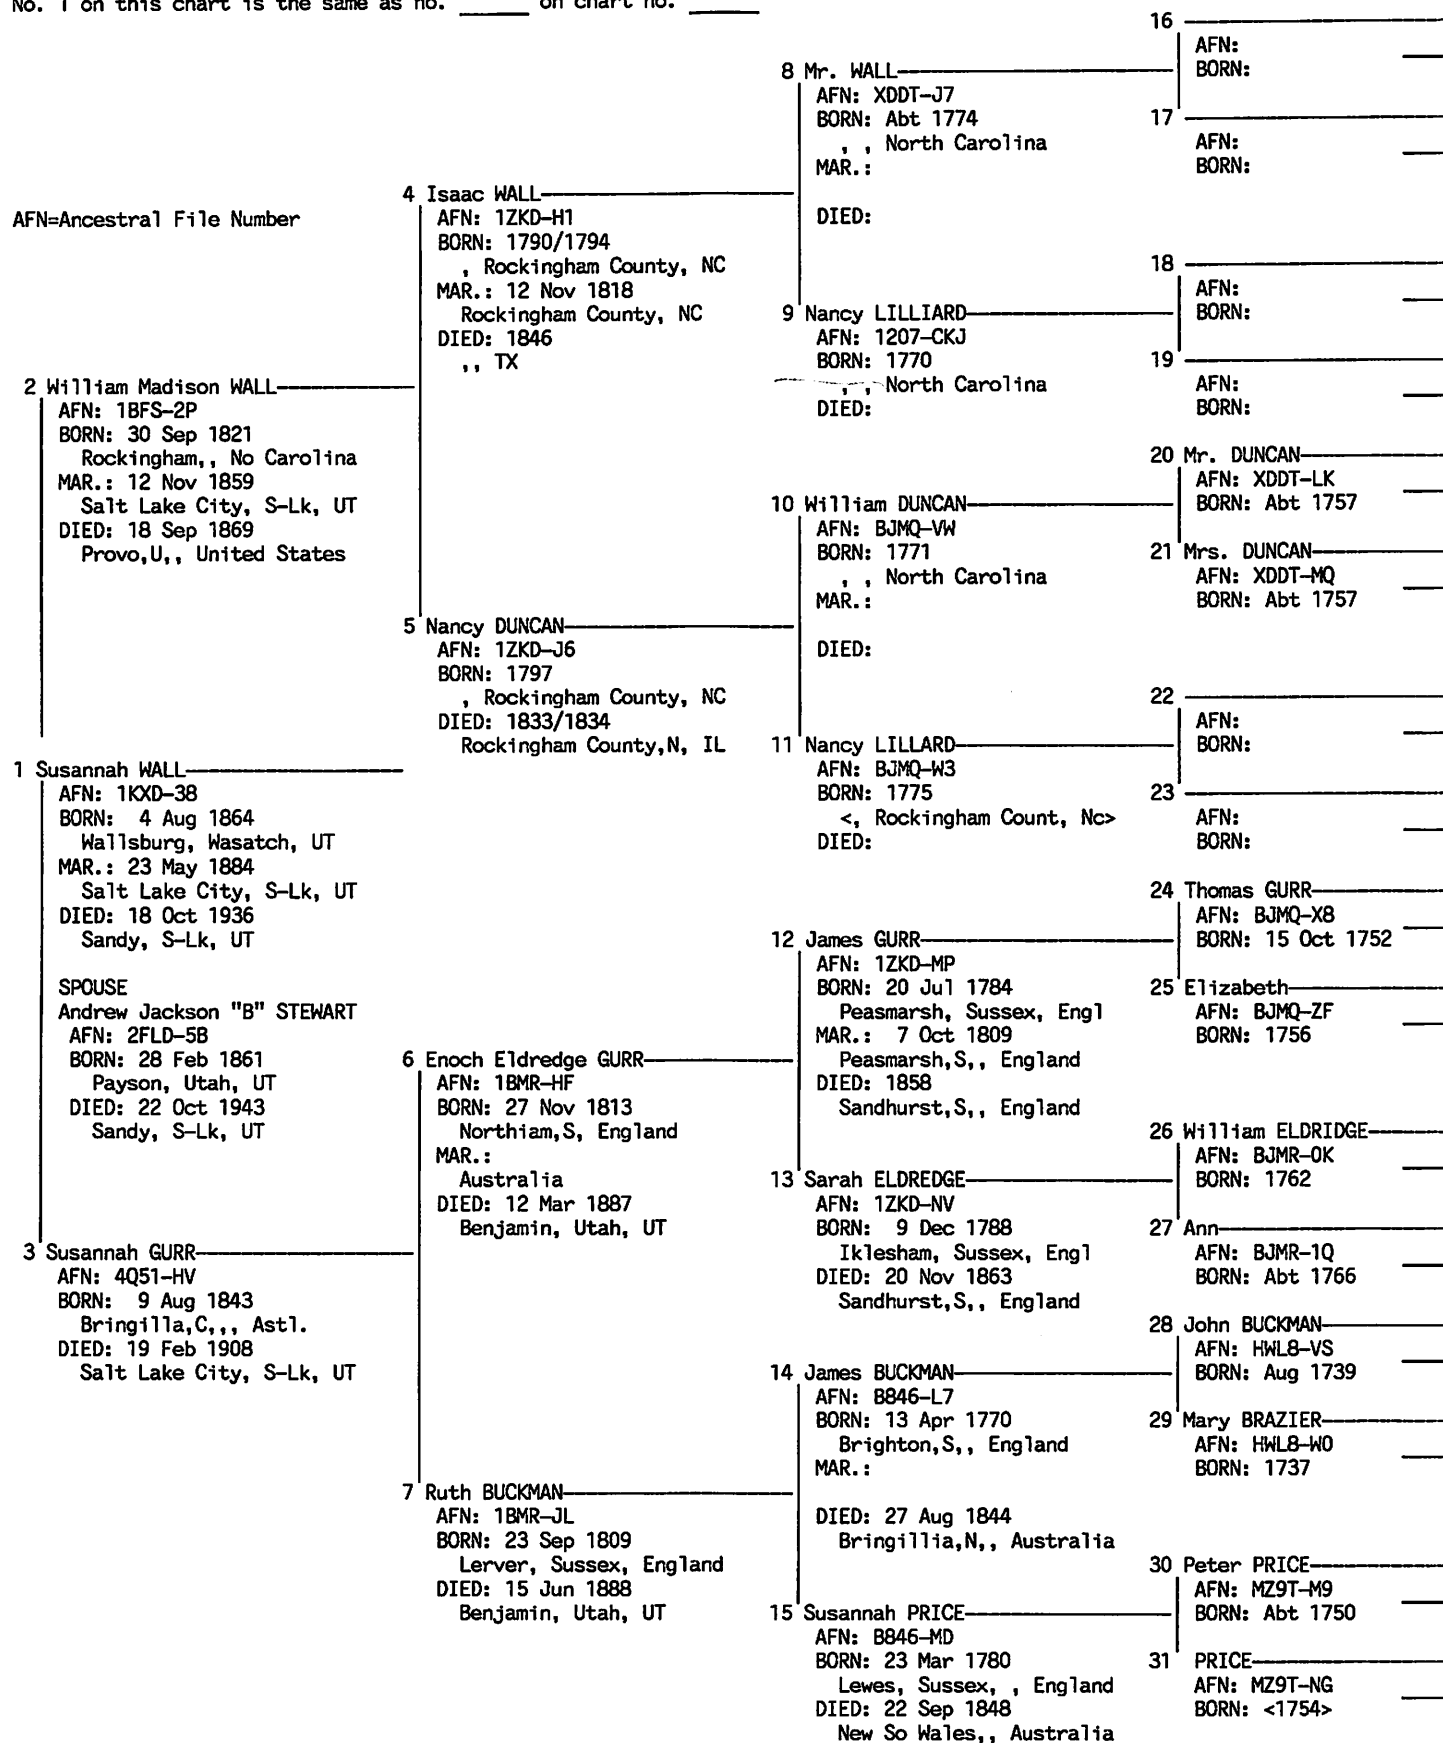 No. 1 on this chart is the same as no. _____ on chart no. _____
AFN=Ancestral File Number
2 William Madison WALL
AFN: 1BFS-2P
BORN: 30 Sep 1821
Rockingham,, No Carolina
MAR.: 12 Nov 1859
Salt Lake City, S-Lk, UT
DIED: 18 Sep 1869
Provo,U,, United States
1 Susannah WALL
AFN: 1KXD-38
BORN: 4 Aug 1864
Wallsburg, Wasatch, UT
MAR.: 23 May 1884
Salt Lake City, S-Lk, UT
DIED: 18 Oct 1936
Sandy, S-Lk, UT
SPOUSE
Andrew Jackson "B" STEWART
AFN: 2FLD-5B
BORN: 28 Feb 1861
Payson, Utah, UT
DIED: 22 Oct 1943
Sandy, S-Lk, UT
3 Susannah GURR
AFN: 4Q51-HV
BORN: 9 Aug 1843
Bringilla,C,,, Astl.
DIED: 19 Feb 1908
Salt Lake City, S-Lk, UT
4 Isaac WALL
AFN: 1ZKD-H1
BORN: 1790/1794
, Rockingham County, NC
MAR.: 12 Nov 1818
Rockingham County, NC
DIED: 1846
,, TX
5 Nancy DUNCAN
AFN: 1ZKD-J6
BORN: 1797
, Rockingham County, NC
DIED: 1833/1834
Rockingham County,N, IL
6 Enoch Eldredge GURR
AFN: 1BMR-HF
BORN: 27 Nov 1813
Northiam,S, England
MAR.:
Australia
DIED: 12 Mar 1887
Benjamin, Utah, UT
7 Ruth BUCKMAN
AFN: 1BMR-JL
BORN: 23 Sep 1809
Lerver, Sussex, England
DIED: 15 Jun 1888
Benjamin, Utah, UT
8 Mr. WALL
AFN: XDDT-J7
BORN: Abt 1774
, , North Carolina
MAR.:
DIED:
9 Nancy LILLIARD
AFN: 1207-CKJ
BORN: 1770
, , North Carolina
DIED:
10 William DUNCAN
AFN: BJMQ-VW
BORN: 1771
, , North Carolina
MAR.:
DIED:
11 Nancy LILLARD
AFN: BJMQ-W3
BORN: 1775
<, Rockingham Count, Nc>
DIED:
12 James GURR
AFN: 1ZKD-MP
BORN: 20 Jul 1784
Peasmarsh, Sussex, Engl
MAR.: 7 Oct 1809
Peasmarsh,S,, England
DIED: 1858
Sandhurst,S,, England
13 Sarah ELDREDGE
AFN: 1ZKD-NV
BORN: 9 Dec 1788
Iklesham, Sussex, Engl
DIED: 20 Nov 1863
Sandhurst,S,, England
14 James BUCKMAN
AFN: B846-L7
BORN: 13 Apr 1770
Brighton,S,, England
MAR.:
DIED: 27 Aug 1844
Bringillia,N,, Australia
15 Susannah PRICE
AFN: B846-MD
BORN: 23 Mar 1780
Lewes, Sussex, , England
DIED: 22 Sep 1848
New So Wales,, Australia
16
AFN:
BORN:
17
AFN:
BORN:
18
AFN:
BORN:
19
AFN:
BORN:
20 Mr. DUNCAN
AFN: XDDT-LK
BORN: Abt 1757
21 Mrs. DUNCAN
AFN: XDDT-MQ
BORN: Abt 1757
22
AFN:
BORN:
23
AFN:
BORN:
24 Thomas GURR
AFN: BJMQ-X8
BORN: 15 Oct 1752
25 Elizabeth
AFN: BJMQ-ZF
BORN: 1756
26 William ELDRIDGE
AFN: BJMR-0K
BORN: 1762
27 Ann
AFN: BJMR-1Q
BORN: Abt 1766
28 John BUCKMAN
AFN: HWL8-VS
BORN: Aug 1739
29 Mary BRAZIER
AFN: HWL8-W0
BORN: 1737
30 Peter PRICE
AFN: MZ9T-M9
BORN: Abt 1750
31 PRICE
AFN: MZ9T-NG
BORN: <1754>